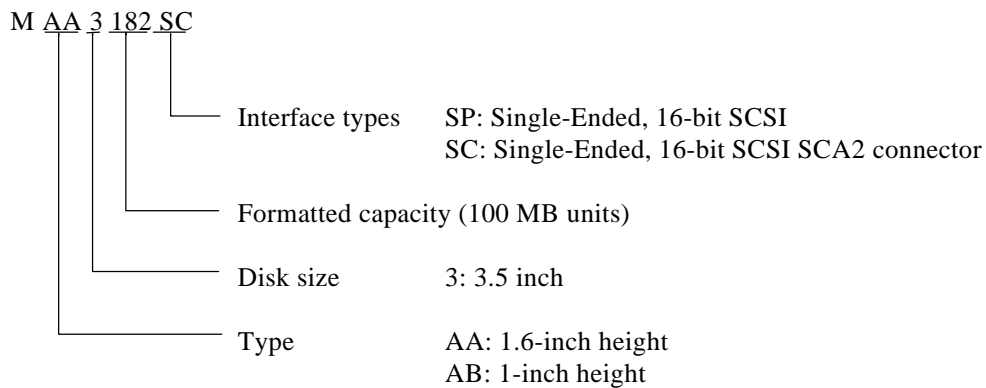 M AA 3 182 SC
Interface types SP: Single-Ended, 16-bit SCSI
SC: Single-Ended, 16-bit SCSI SCA2 connector
Formatted capacity (100 MB units)
Disk size 3: 3.5 inch
Type AA: 1.6-inch height
AB: 1-inch height